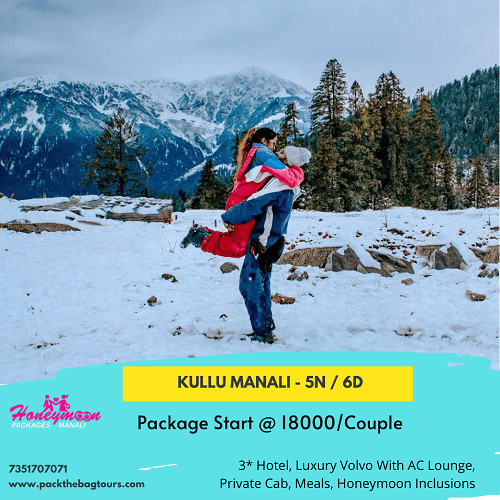 KULLU MANALI - 5N / 6D
Package Start @ 18000/Couple
Honeymoon
PACKAGES MANALI
7351707071
www.packthebagtours.com
3* Hotel, Luxury Volvo With AC Lounge,
Private Cab, Meals, Honeymoon Inclusions